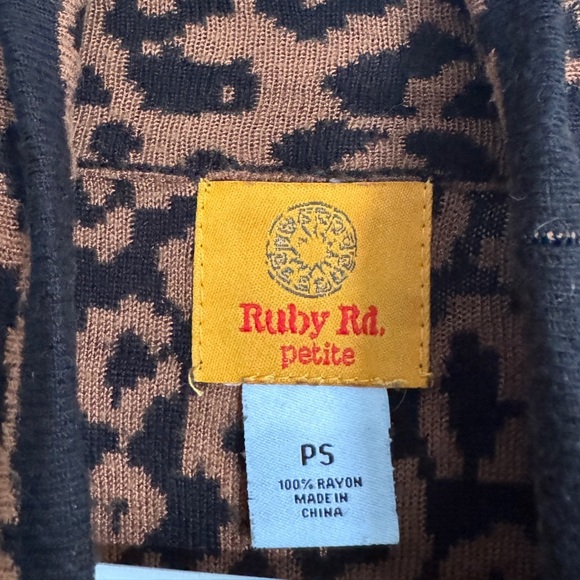 Ruby Rd.
petite
PS
100% RAYON
MADE IN
CHINA